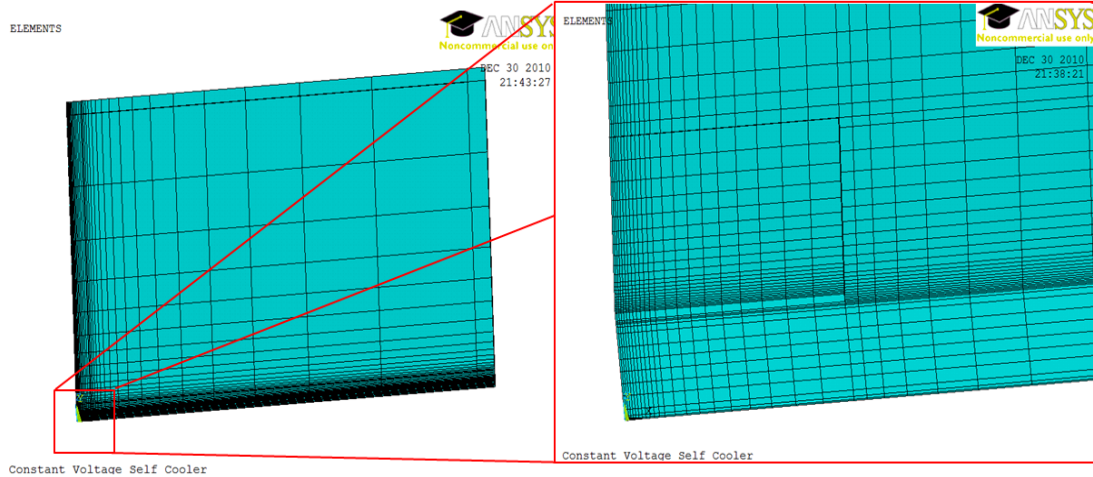 ELEMENTS
ANSYS
Noncommercial use only
DEC 30 2010
21:43:27
Y
Constant Voltage Self Cooler
ELEMENTS
ANSYS
Noncommercial use only
DEC 30 2010
21:38:21
X
Constant Voltage Self Cooler